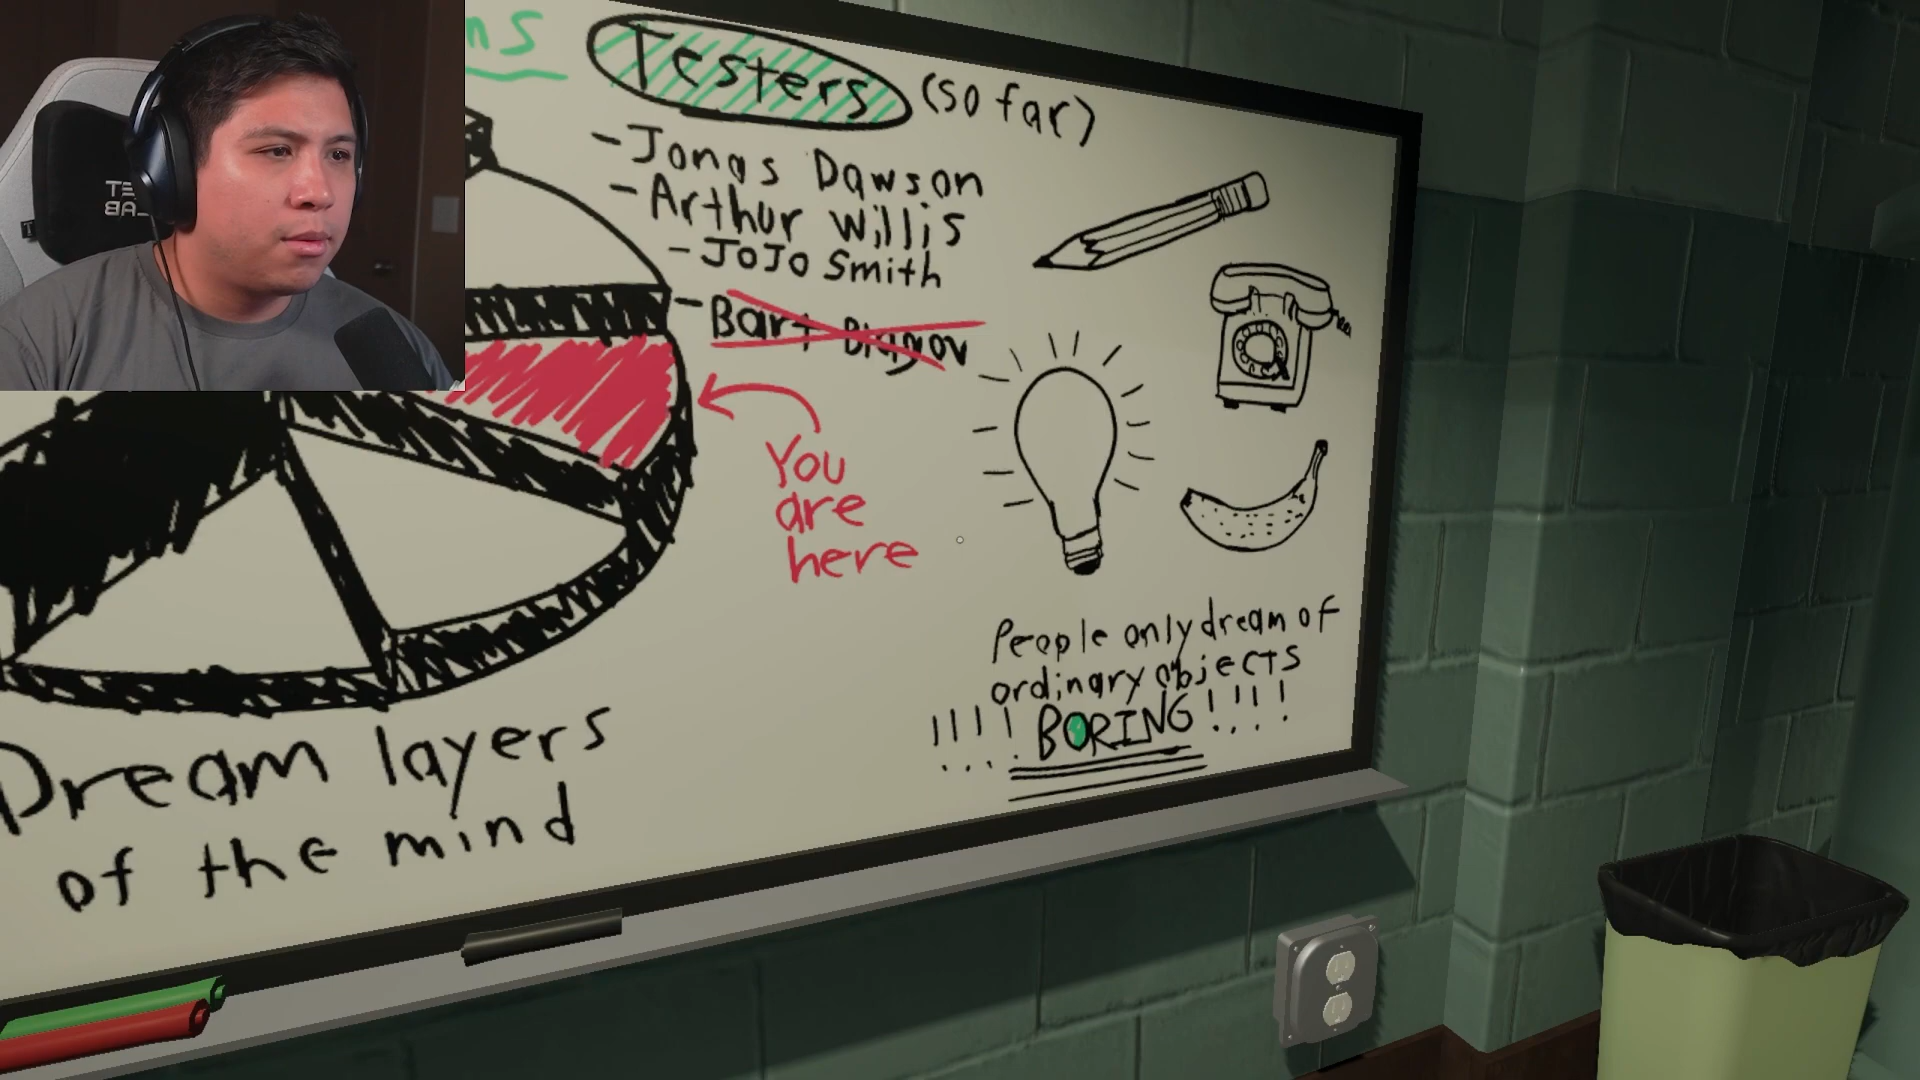 ns
Testers (so far)
- Jonas Dawson
- Arthur Willis
- JoJo Smith
- Bart
You
are
here
People only dream of
ordinary objects
!!!! BORING !!!!
Dream layers
of the mind